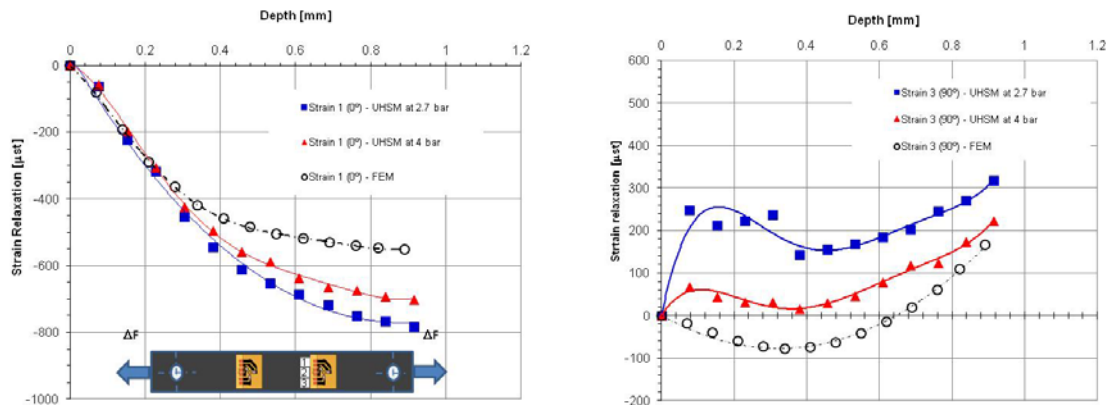 Depth [mm]
0 0.2 0.4 0.6 0.8 1 1.2
0
-200
-400
-600
-800
-1000
Strain Relaxation [µst]
Strain 1 (0º) - UHSM at 2.7 bar
Strain 1 (0º) - UHSM at 4 bar
Strain 1 (0º) - FEM
ΔF ΔF
1
2
3
Depth [mm]
0 0.2 0.4 0.6 0.8 1 1.2
600
500
400
300
200
100
0
-100
-200
Strtain relaxation [µst]
Strain 3 (90º) - UHSM at 2.7 bar
Strain 3 (90º) - UHSM at 4 bar
Strain 3 (90º) - FEM